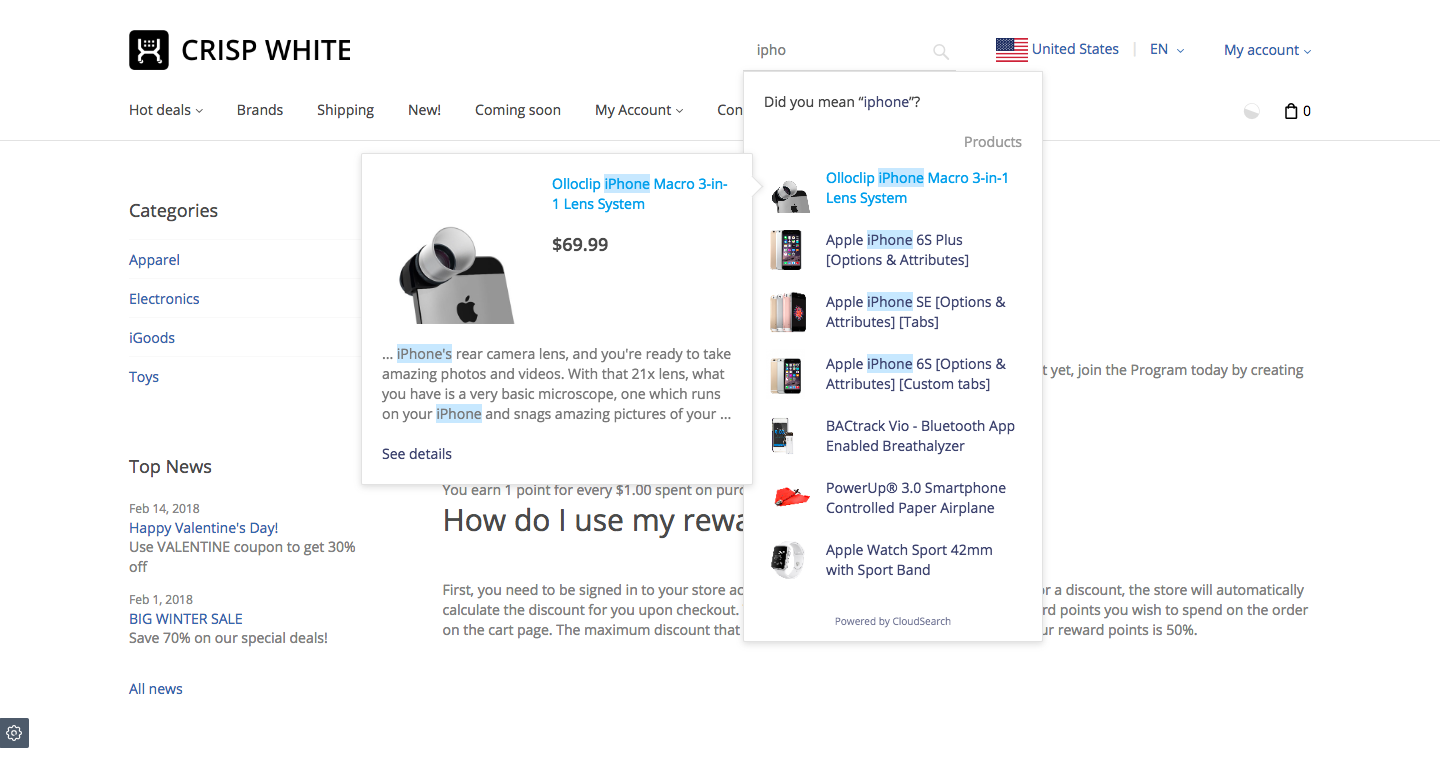 CRISP WHITE
ipho
United States
EN
My account
Hot deals
Brands
Shipping
New!
Coming soon
My Account
Con
0
Did you mean “iphone”?
Products
Olloclip iPhone Macro 3-in-1
Lens System
Apple iPhone 6S Plus
[Options & Attributes]
Apple iPhone SE [Options &
Attributes] [Tabs]
Apple iPhone 6S [Options &
Attributes] [Custom tabs]
BACtrack Vio - Bluetooth App
Enabled Breathalyzer
PowerUp® 3.0 Smartphone
Controlled Paper Airplane
Apple Watch Sport 42mm
with Sport Band
Powered by CloudSearch
Olloclip iPhone Macro 3-in-
1 Lens System
$69.99
... iPhone's rear camera lens, and you're ready to take
amazing photos and videos. With that 21x lens, what
you have is a very basic microscope, one which runs
on your iPhone and snags amazing pictures of your ...
See details
Categories
Apparel
Electronics
iGoods
Toys
Top News
Feb 14, 2018
Happy Valentine's Day!
Use VALENTINE coupon to get 30%
off
Feb 1, 2018
BIG WINTER SALE
Save 70% on our special deals!
All news
t yet, join the Program today by creating
You earn 1 point for every $1.00 spent on purc
How do I use my rewa
First, you need to be signed in to your store ac
r a discount, the store will automatically
calculate the discount for you upon checkout.
rd points you wish to spend on the order
on the cart page. The maximum discount that
ur reward points is 50%.